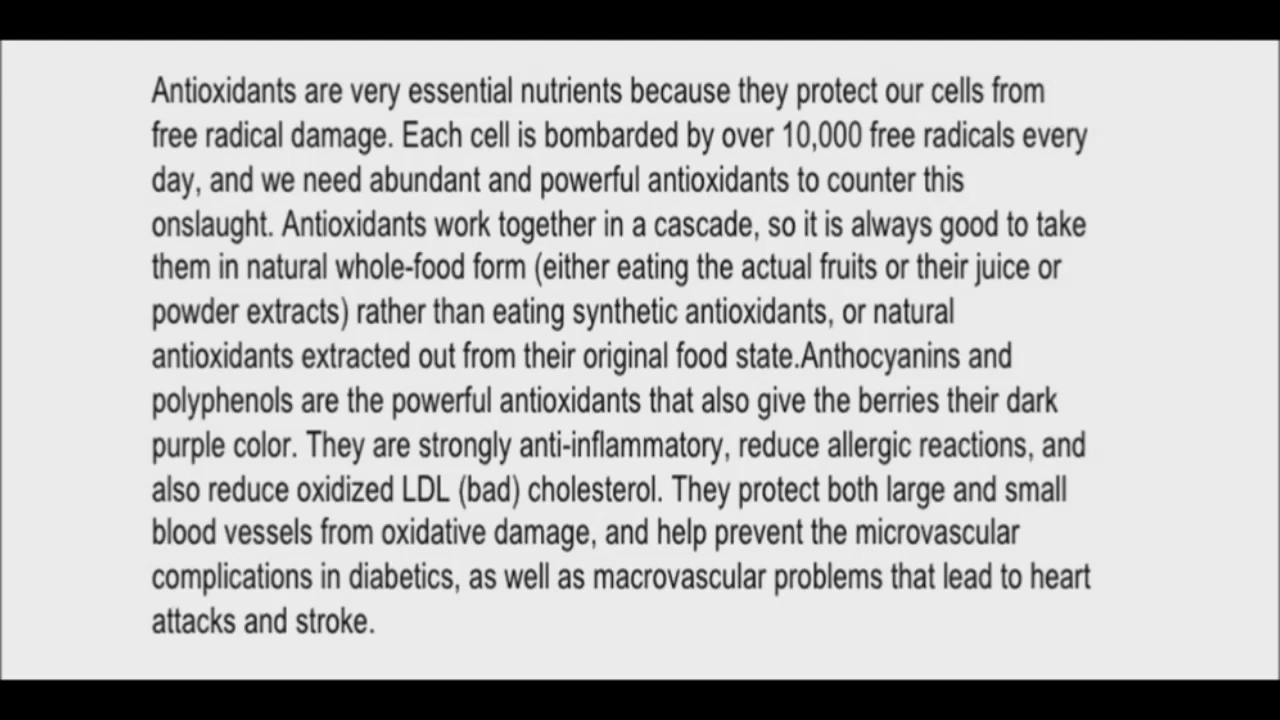 Antioxidants are very essential nutrients because they protect our cells from
free radical damage. Each cell is bombarded by over 10,000 free radicals every
day, and we need abundant and powerful antioxidants to counter this
onslaught. Antioxidants work together in a cascade, so it is always good to take
them in natural whole-food form (either eating the actual fruits or their juice or
powder extracts) rather than eating synthetic antioxidants, or natural
antioxidants extracted out from their original food state.Anthocyanins and
polyphenols are the powerful antioxidants that also give the berries their dark
purple color. They are strongly anti-inflammatory, reduce allergic reactions, and
also reduce oxidized LDL (bad) cholesterol. They protect both large and small
blood vessels from oxidative damage, and help prevent the microvascular
complications in diabetics, as well as macrovascular problems that lead to heart
attacks and stroke.